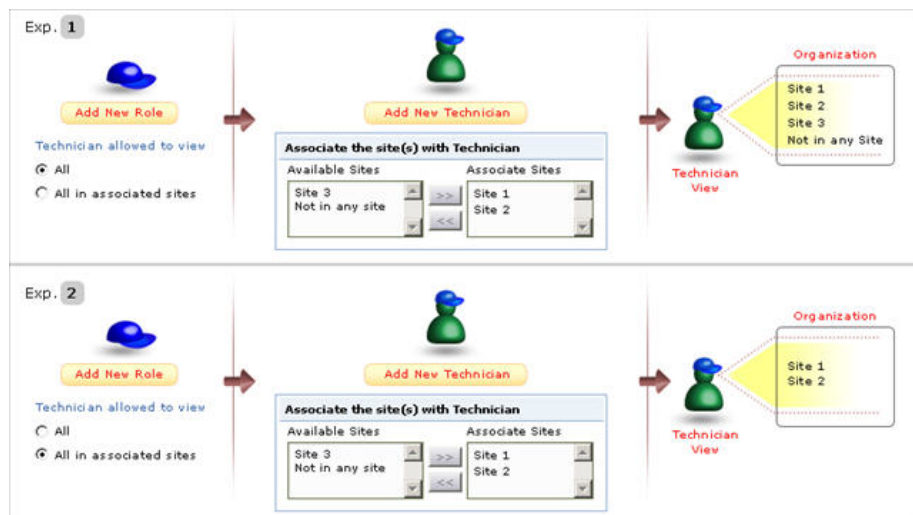 Exp. 1
Add New Role
Technician allowed to view
All
All in associated sites
Add New Technician
Associate the site(s) with Technician
Available Sites
Site 3
Not in any site
>>
<<
Associate Sites
Site 1
Site 2
Technician
View
Organization
Site 1
Site 2
Site 3
Not in any Site
Exp. 2
Add New Role
Technician allowed to view
All
All in associated sites
Add New Technician
Associate the site(s) with Technician
Available Sites
Site 3
Not in any site
>>
<<
Associate Sites
Site 1
Site 2
Technician
View
Organization
Site 1
Site 2